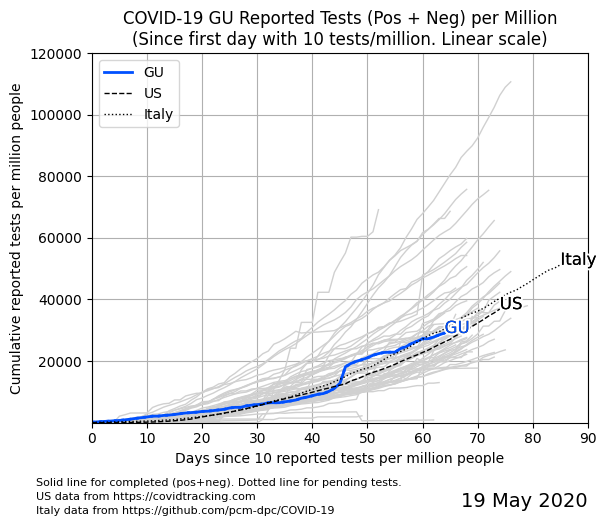 COVID-19 GU Reported Tests (Pos + Neg) per Million
(Since first day with 10 tests/million. Linear scale)
Cumulative reported tests per million people
120000
100000
80000
60000
40000
20000
GU
US
Italy
Italy
US
GU
0 10 20 30 40 50 60 70 80 90
Days since 10 reported tests per million people
Solid line for completed (pos+neg). Dotted line for pending tests.
US data from https://covidtracking.com
Italy data from https://github.com/pcm-dpc/COVID-19
19 May 2020